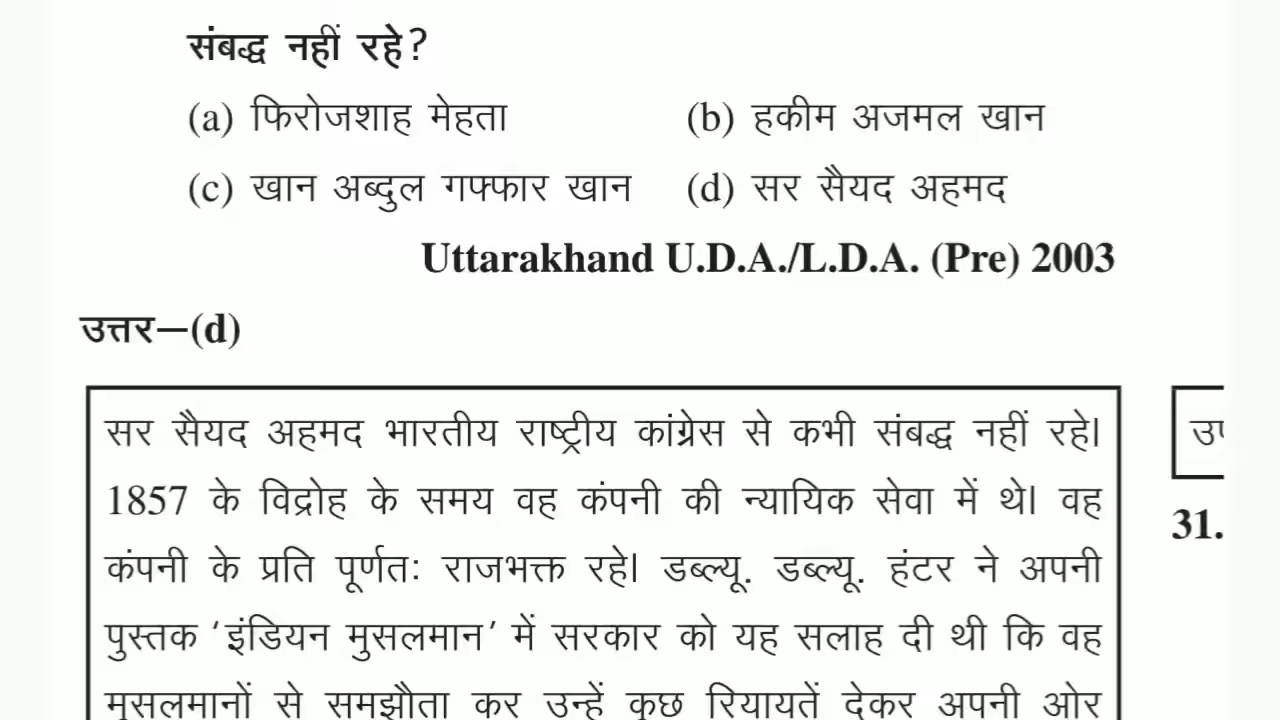 संबद्ध नहीं रहे?
(a) फिरोजशाह मेहता (b) हकीम अजमल खान
(c) खान अब्दुल गफ्फार खान (d) सर सैयद अहमद
Uttarakhand U.D.A./L.D.A. (Pre) 2003
उत्तर—(d)
सर सैयद अहमद भारतीय राष्ट्रीय कांग्रेस से कभी संबद्ध नहीं रहे।
1857 के विद्रोह के समय वह कंपनी की न्यायिक सेवा में थे। वह
कंपनी के प्रति पूर्णतः राजभक्त रहे। डब्ल्यू. डब्ल्यू. हंटर ने अपनी
पुस्तक ‘इंडियन मुसलमान’ में सरकार को यह सलाह दी थी कि वह
मुसलमानों से समझौता कर उन्हें कुछ रियायतें देकर अपनी ओर
31.